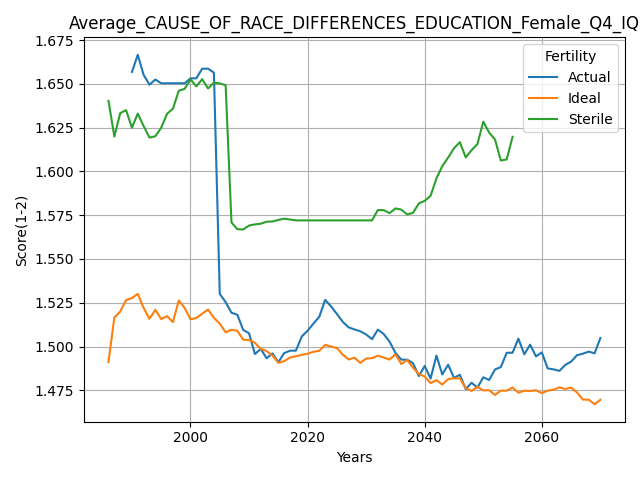 Average_CAUSE_OF_RACE_DIFFERENCES_EDUCATION_Female_Q4_IQ
1.675
1.650
1.625
1.600
1.575
1.550
1.525
1.500
1.475
Score(1-2)
Fertility
Actual
Ideal
Sterile
2000
2020
2040
2060
Years